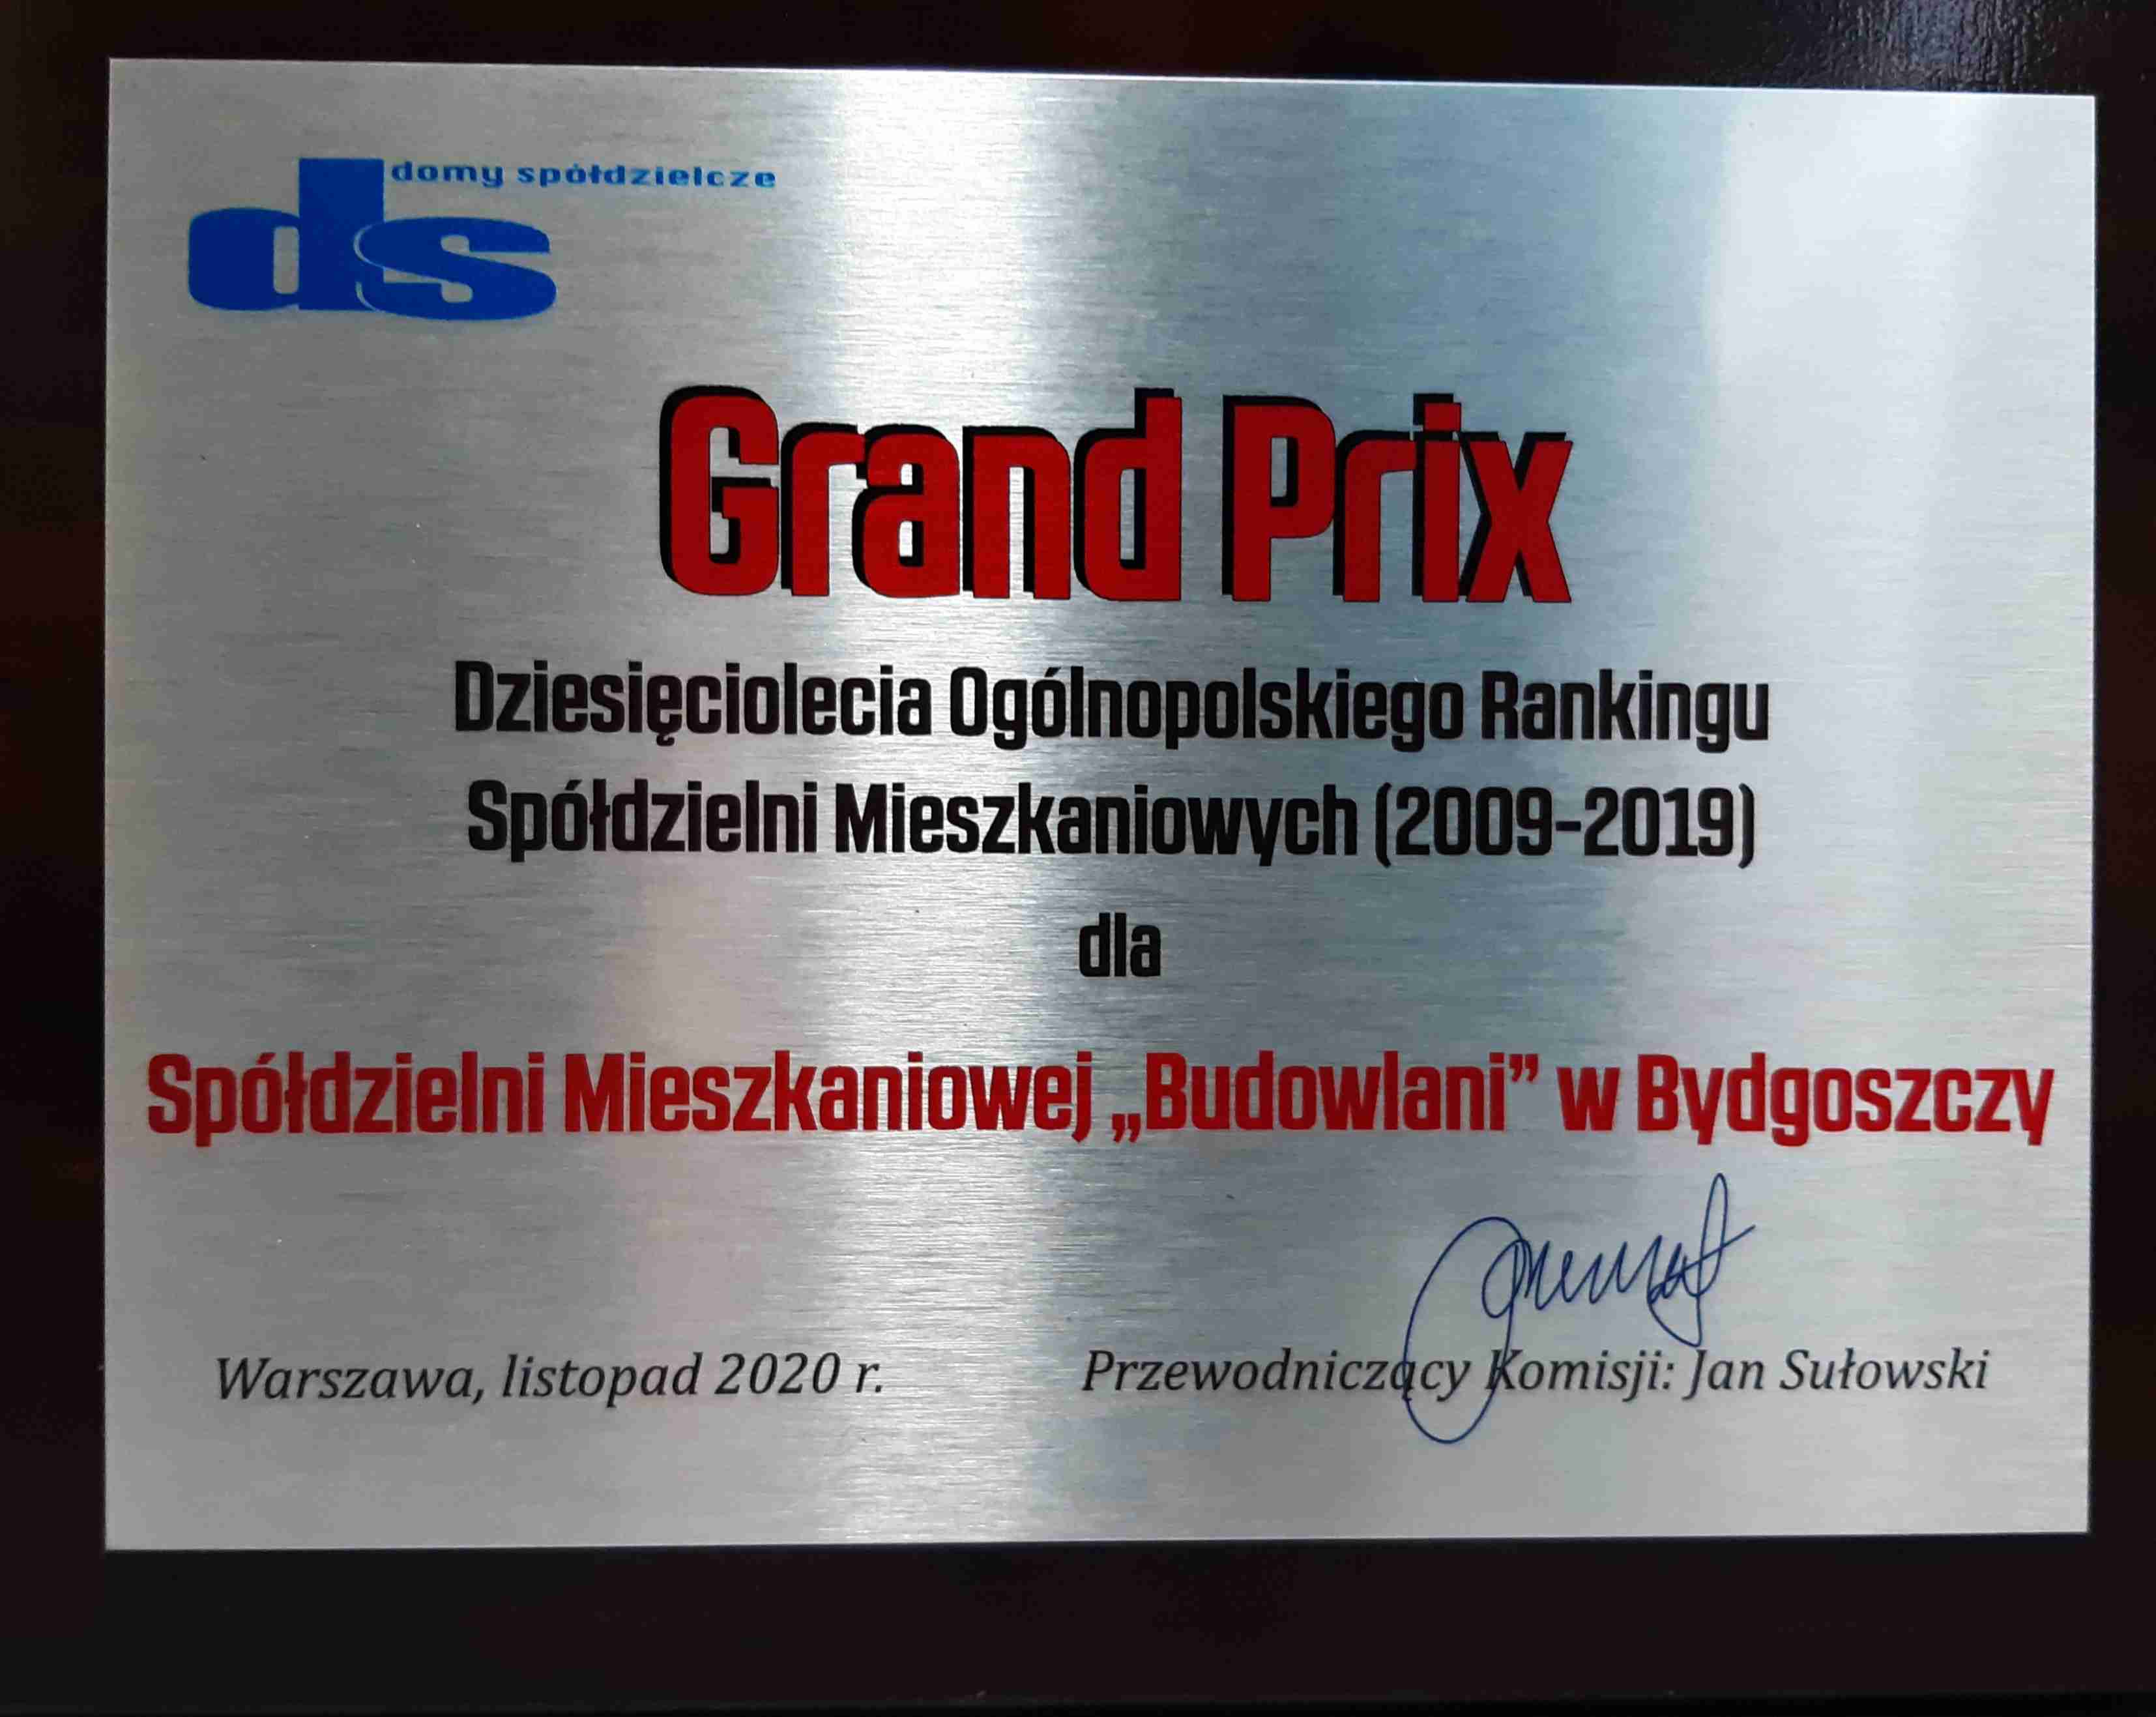 domy spółdzielcze
ds
Grand Prix
Dziesięciolecia Ogólnopolskiego Rankingu
Spółdzielni Mieszkaniowych (2009-2019)
dla
Spółdzielni Mieszkaniowej „Budowlani” w Bydgoszczy
Warszawa, listopad 2020 r.
Przewodniczący Komisji: Jan Sułowski